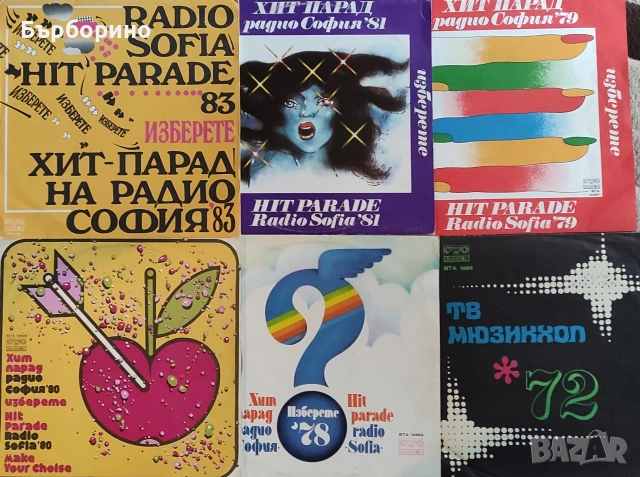 Бърборино
RADIO
SOFIA
HIT PARADE
83
ИЗБЕРЕТЕ
ИЗБЕРЕТЕ
ИЗБЕРЕТЕ
ИЗБЕРЕТЕ
ХИТ-ПАРАД
НА РАДИО
СОФИЯ'83
ХИТ ПАРАД
радио София'81
изберете
HIT PARADE
Radio Sofia'81
ХИТ ПАРАД
радио София'79
изберете
HIT PARADE
Radio Sofia'79
Хит
парад
радио
София'80
изберете
Hit
Parade
Radio
Sofia'80
Make
Your Choise
Хит
парад
радио
София
Изберете
'78
Hit
parade
radio
Sofia
ВТА 1395
ТВ
МЮЗИКХОЛ
*72
BAZAR